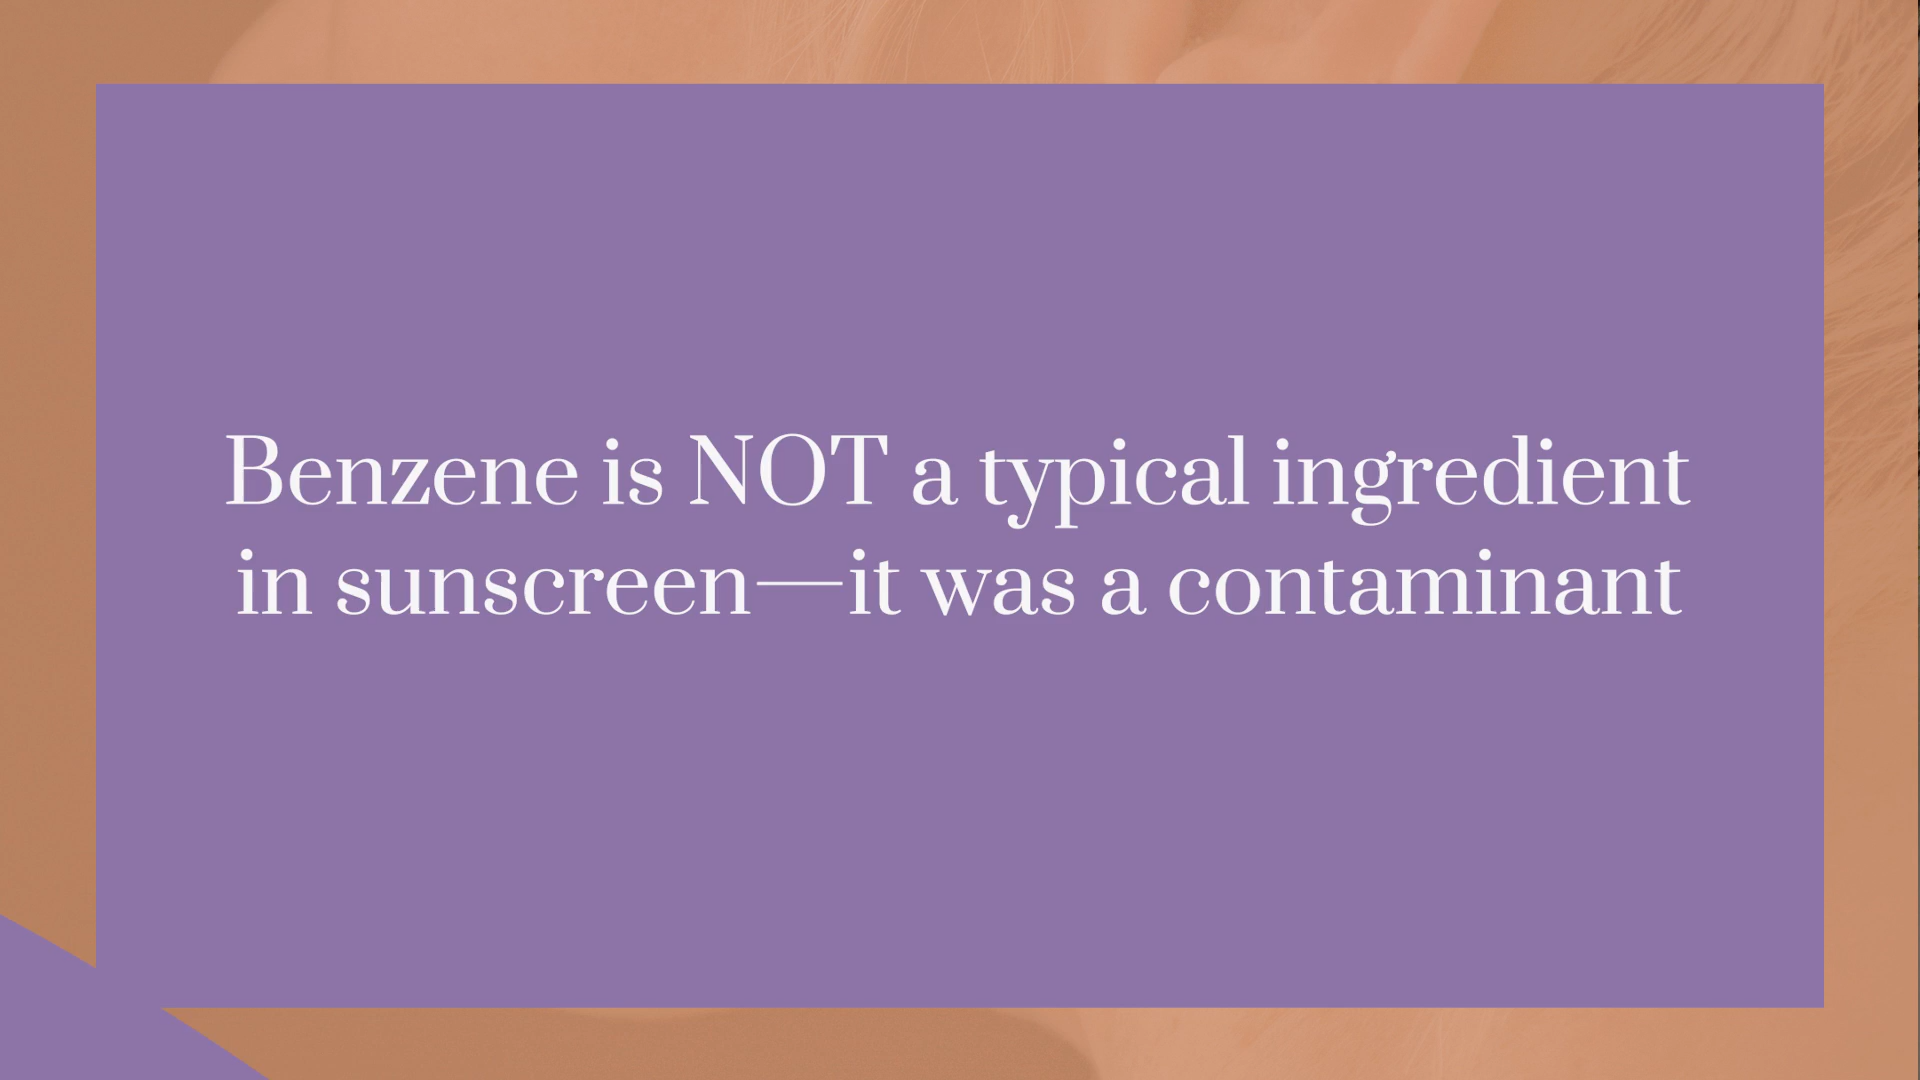 Benzene is NOT a typical ingredient
in sunscreen—it was a contaminant